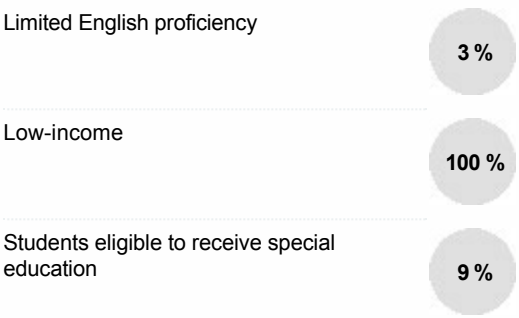 Limited English proficiency
3 %
Low-income
100 %
Students eligible to receive special
education
9 %